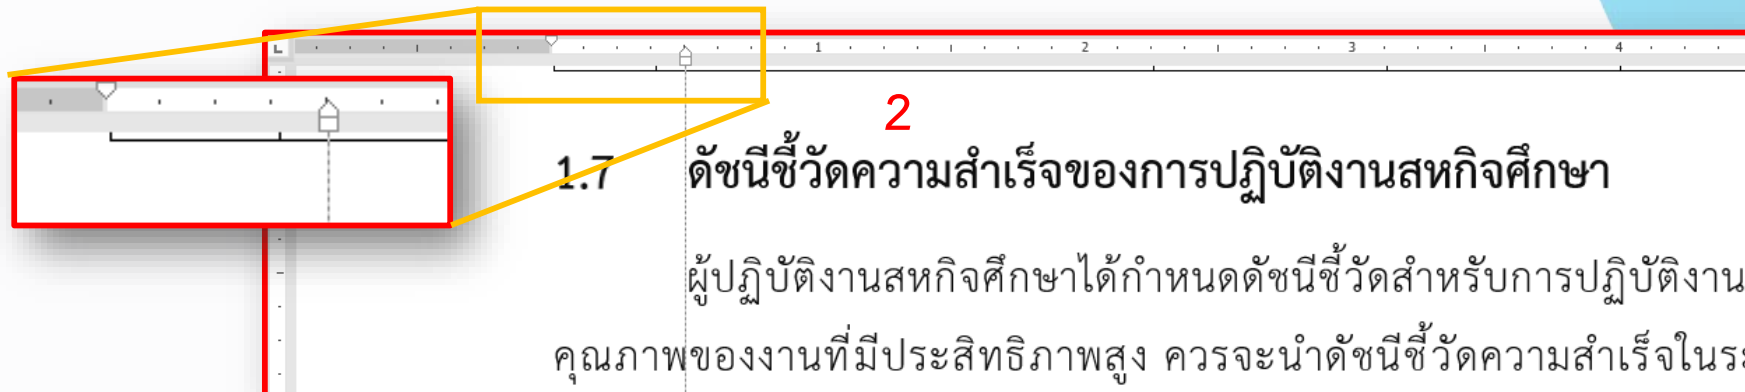 1 2 3 4
2
1.7 ดัชนีชี้วัดความสำเร็จของการปฏิบัติงานสหกิจศึกษา
ผู้ปฏิบัติงานสหกิจศึกษาได้กำหนดดัชนีชี้วัดสำหรับการปฏิบัติงาน
คุณภาพของงานที่มีประสิทธิภาพสูง ควรจะนำดัชนีชี้วัดความสำเร็จใน